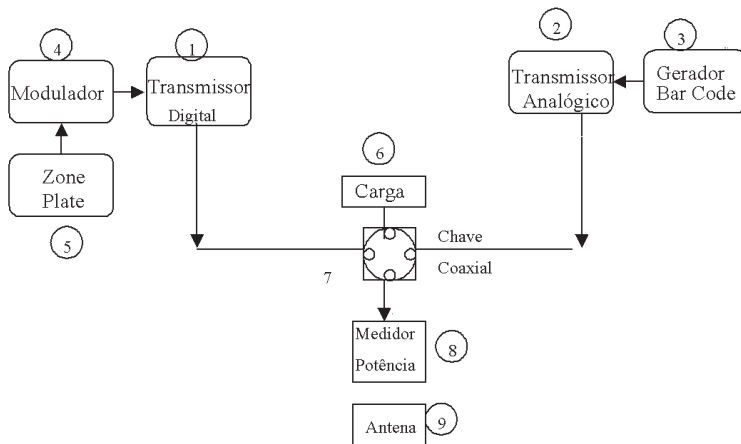 4
1
2
3
Modulador
Transmissor
Digital
Transmissor
Analógico
Gerador
Bar Code
Zone
Plate
5
6
Carga
Chave
Coaxial
7
Medidor
Potência
8
Antena
9